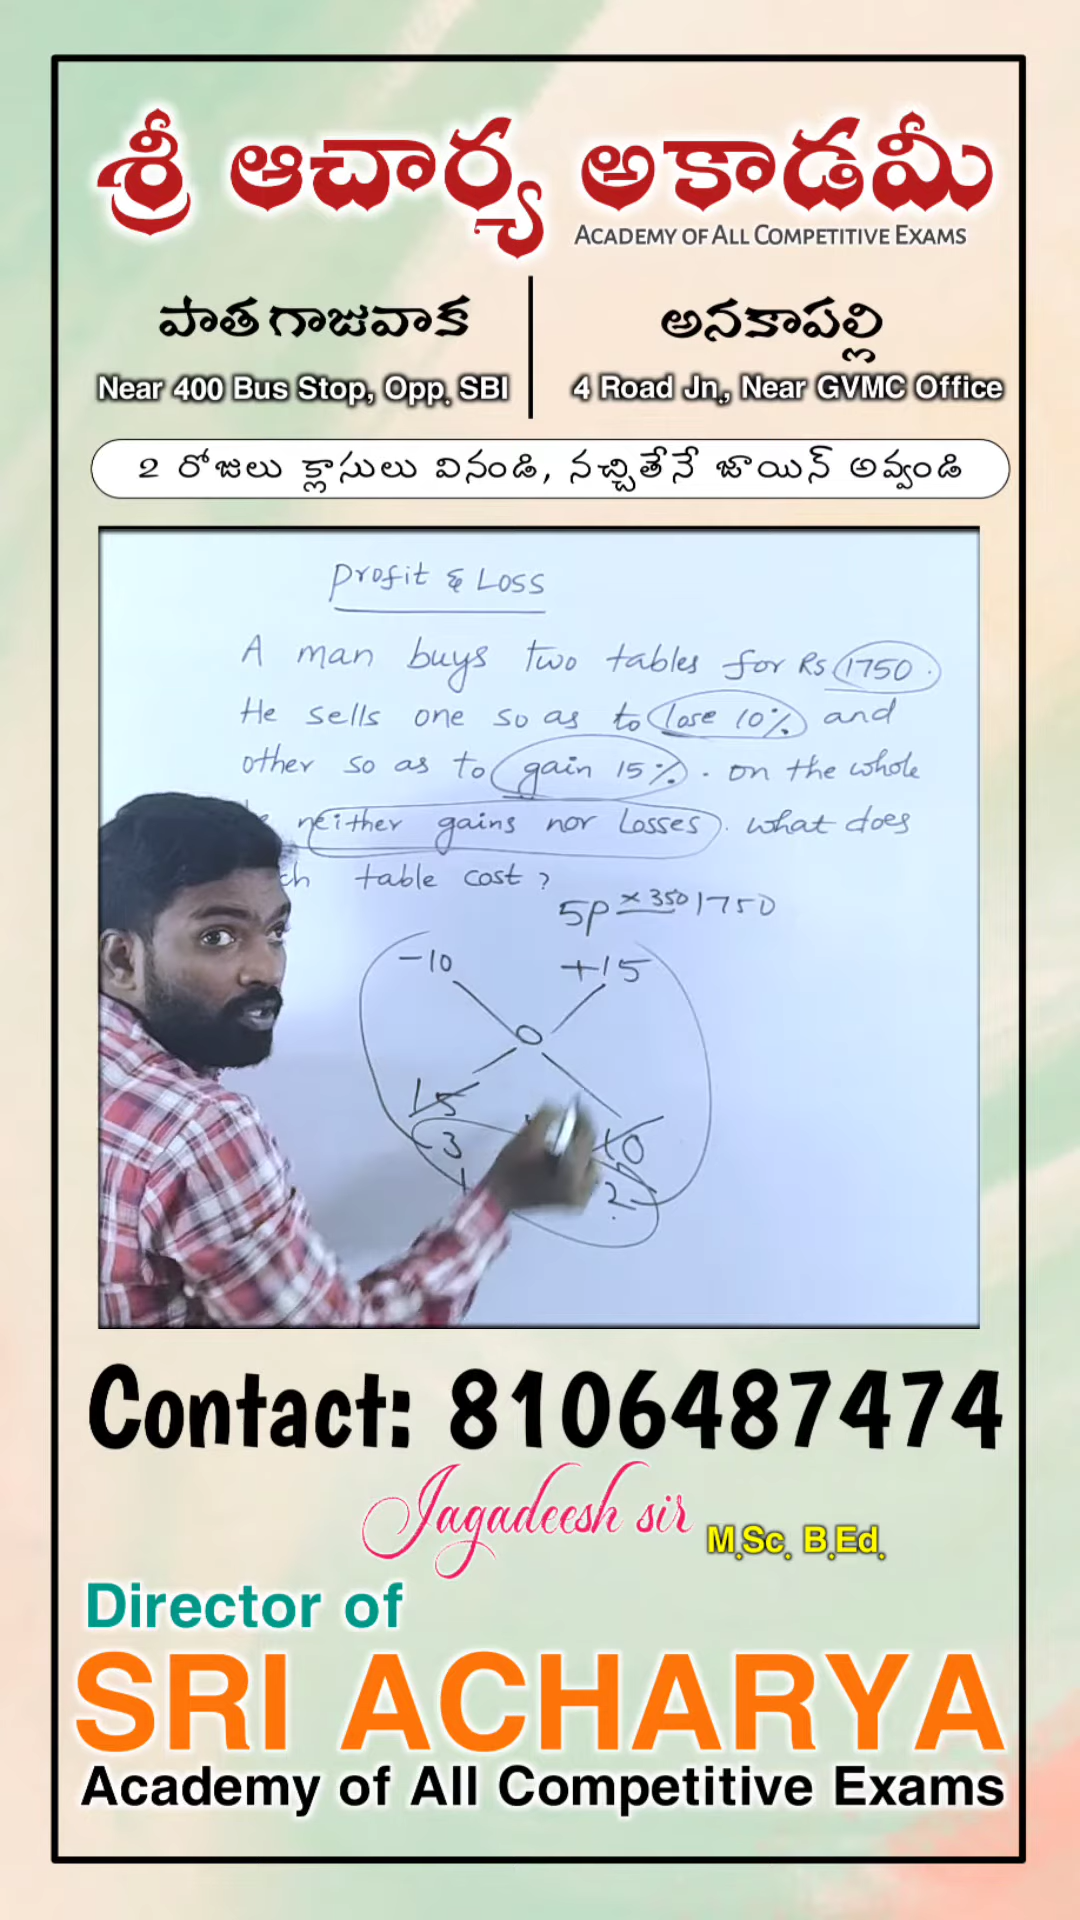 శ్రీ ఆచార్య అకాడమీ
ACADEMY OF ALL COMPETITIVE EXAMS
పాత గాజువాక
Near 400 Bus Stop, Opp. SBI
అనకాపల్లి
4 Road Jn., Near GVMC Office
2 రోజులు క్లాసులు వినండి, నచ్చితేనే జాయిన్ అవ్వండి
Profit & Loss
A man buys two tables for Rs 1750.
He sells one so as to lose 10% and
other so as to gain 15%. on the whole
neither gains nor Losses. what does
table cost?
5P × 350 1750
-10 +15
0
15 10
3 2
Contact: 8106487474
Jagadeesh sir M.Sc. B.Ed.
Director of
SRI ACHARYA
Academy of All Competitive Exams